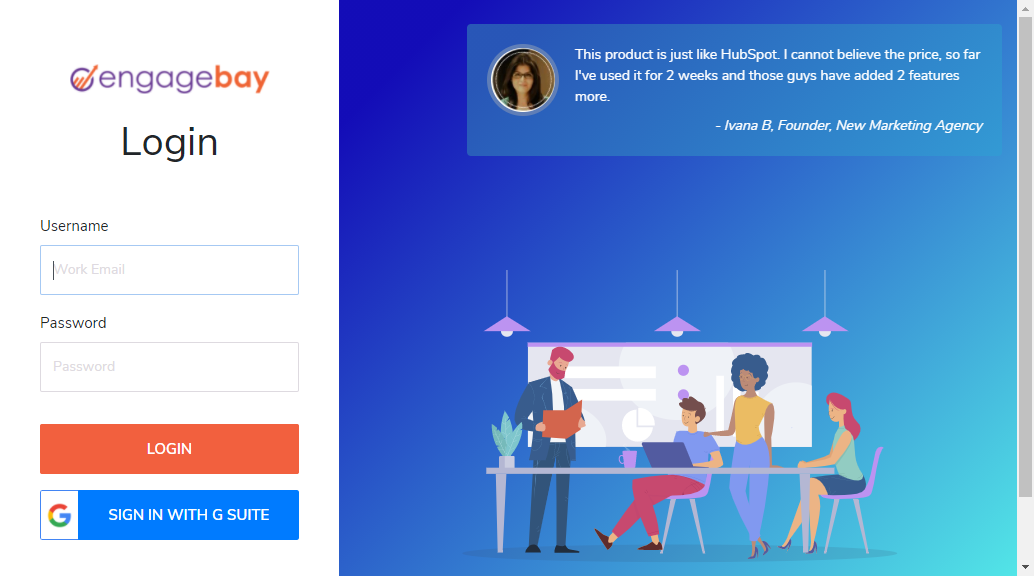 engagebay
Login
Username
Work Email
Password
Password
LOGIN
SIGN IN WITH G SUITE
This product is just like HubSpot. I cannot believe the price, so far
I've used it for 2 weeks and those guys have added 2 features
more.
- Ivana B, Founder, New Marketing Agency